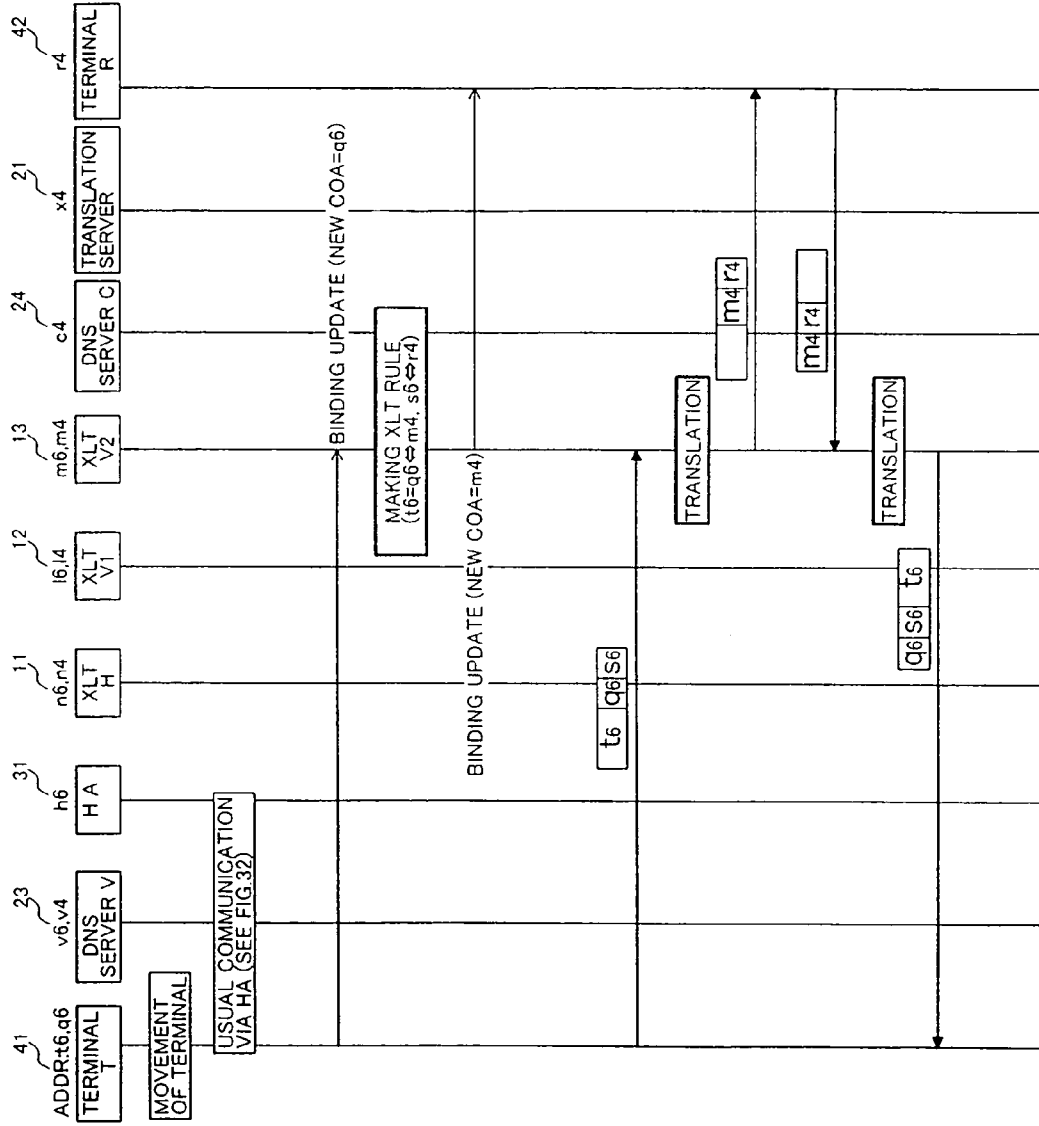 41
ADDR:t6,q6
TERMINAL
T
23
v6,v4
DNS
SERVER V
31
h6
H A
11
n6,n4
XLT
H
12
l6,l4
XLT
V1
13
m6,m4
XLT
V2
24
c4
DNS
SERVER C
21
x4
TRANSLATION
SERVER
42
r4
TERMINAL
R
MOVEMENT
OF TERMINAL
USUAL COMMUNICATION
VIA HA (SEE FIG.32)
BINDING UPDATE (NEW COA=q6)
MAKING XLT RULE
(t6=q6⇔m4, s6⇔r4)
BINDING UPDATE (NEW COA=m4)
t6 q6 s6
TRANSLATION
m4 r4
m4 r4
TRANSLATION
q6 s6 t6